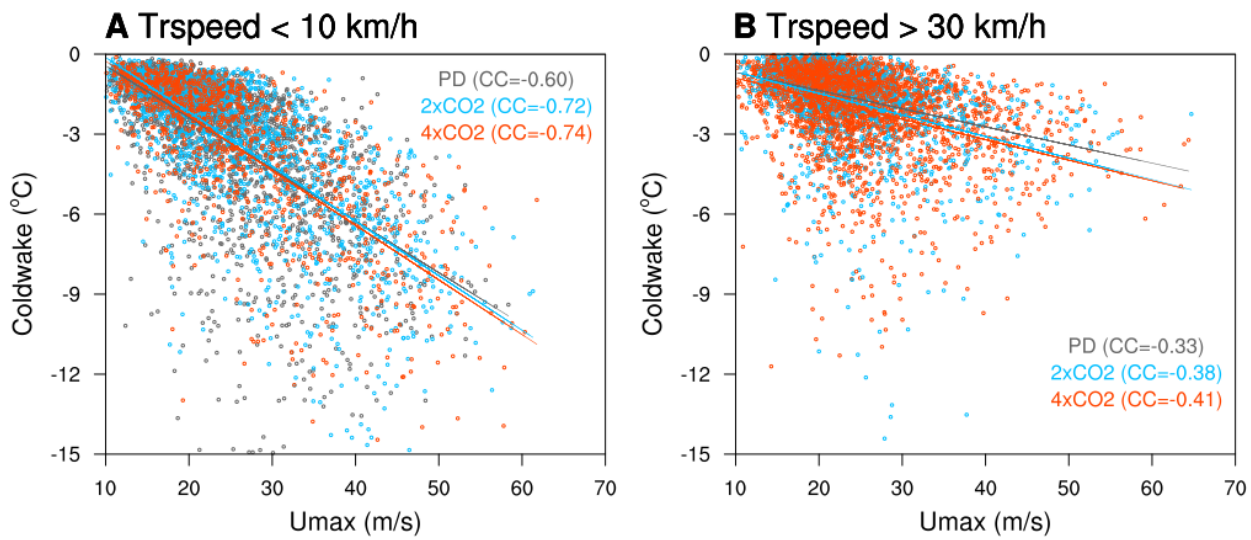 A Trspeed < 10 km/h
0
-3
-6
-9
-12
-15
Coldwake (°C)
PD (CC=-0.60)
2xCO2 (CC=-0.72)
4xCO2 (CC=-0.74)
10 20 30 40 50 60 70
Umax (m/s)
B Trspeed > 30 km/h
0
-3
-6
-9
-12
-15
Coldwake (°C)
PD (CC=-0.33)
2xCO2 (CC=-0.38)
4xCO2 (CC=-0.41)
10 20 30 40 50 60 70
Umax (m/s)